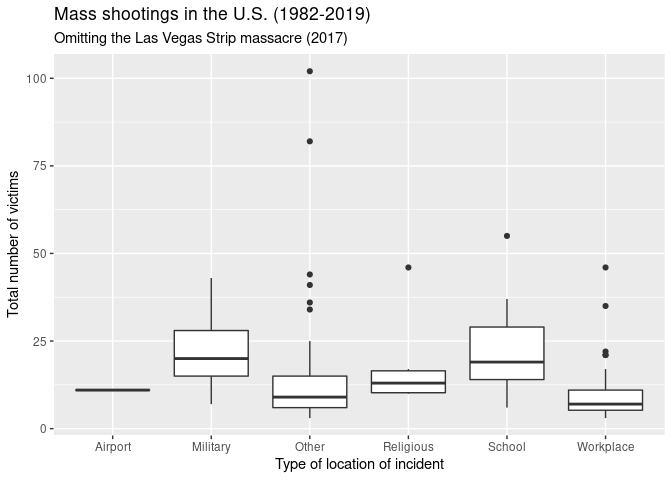 Mass shootings in the U.S. (1982-2019)
Omitting the Las Vegas Strip massacre (2017)
Total number of victims
100
75
50
25
0
Airport Military Other Religious School Workplace
Type of location of incident